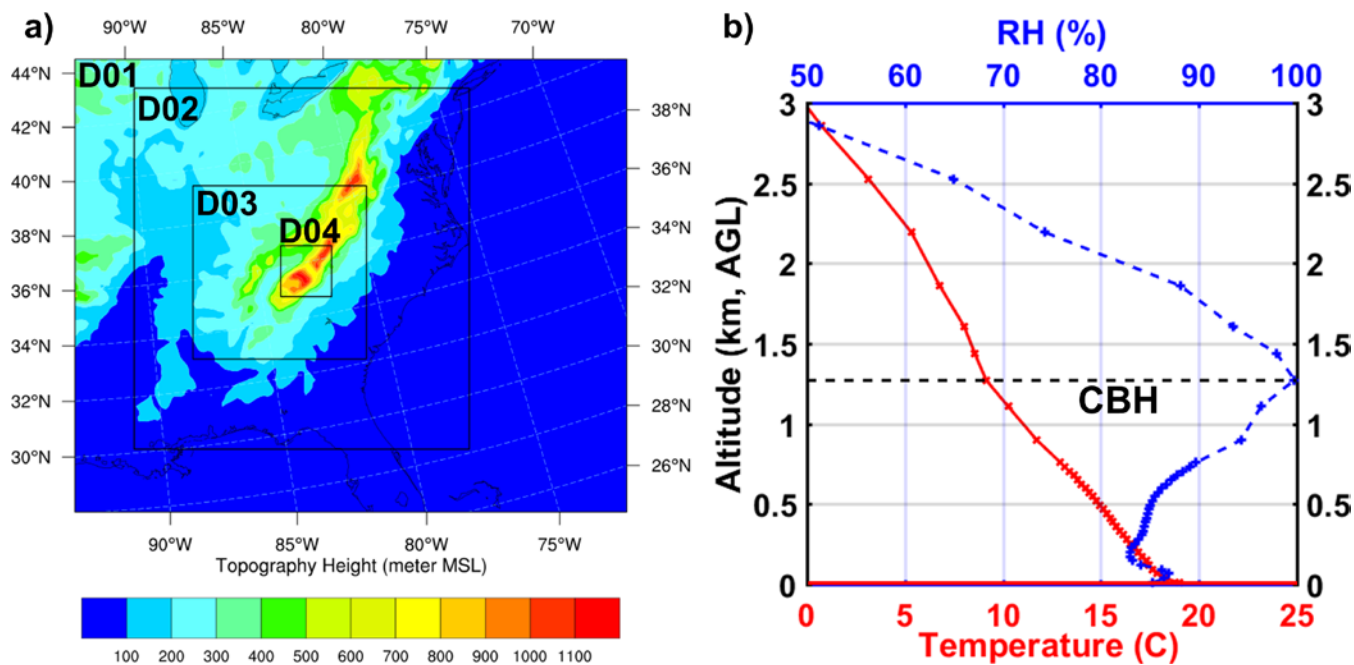 a)
90°W 85°W 80°W 75°W 70°W
44°N
42°N
40°N
38°N
36°N
34°N
32°N
30°N
D01
D02
D03
D04
38°N
36°N
34°N
32°N
30°N
28°N
26°N
90°W 85°W 80°W 75°W
Topography Height (meter MSL)
100 200 300 400 500 600 700 800 900 1000 1100
b)
RH (%)
50 60 70 80 90 100
Altitude (km, AGL)
3
2.5
2
1.5
1
0.5
0
CBH
3
2.5
2
1.5
1
0.5
0
0 5 10 15 20 25
Temperature (C)